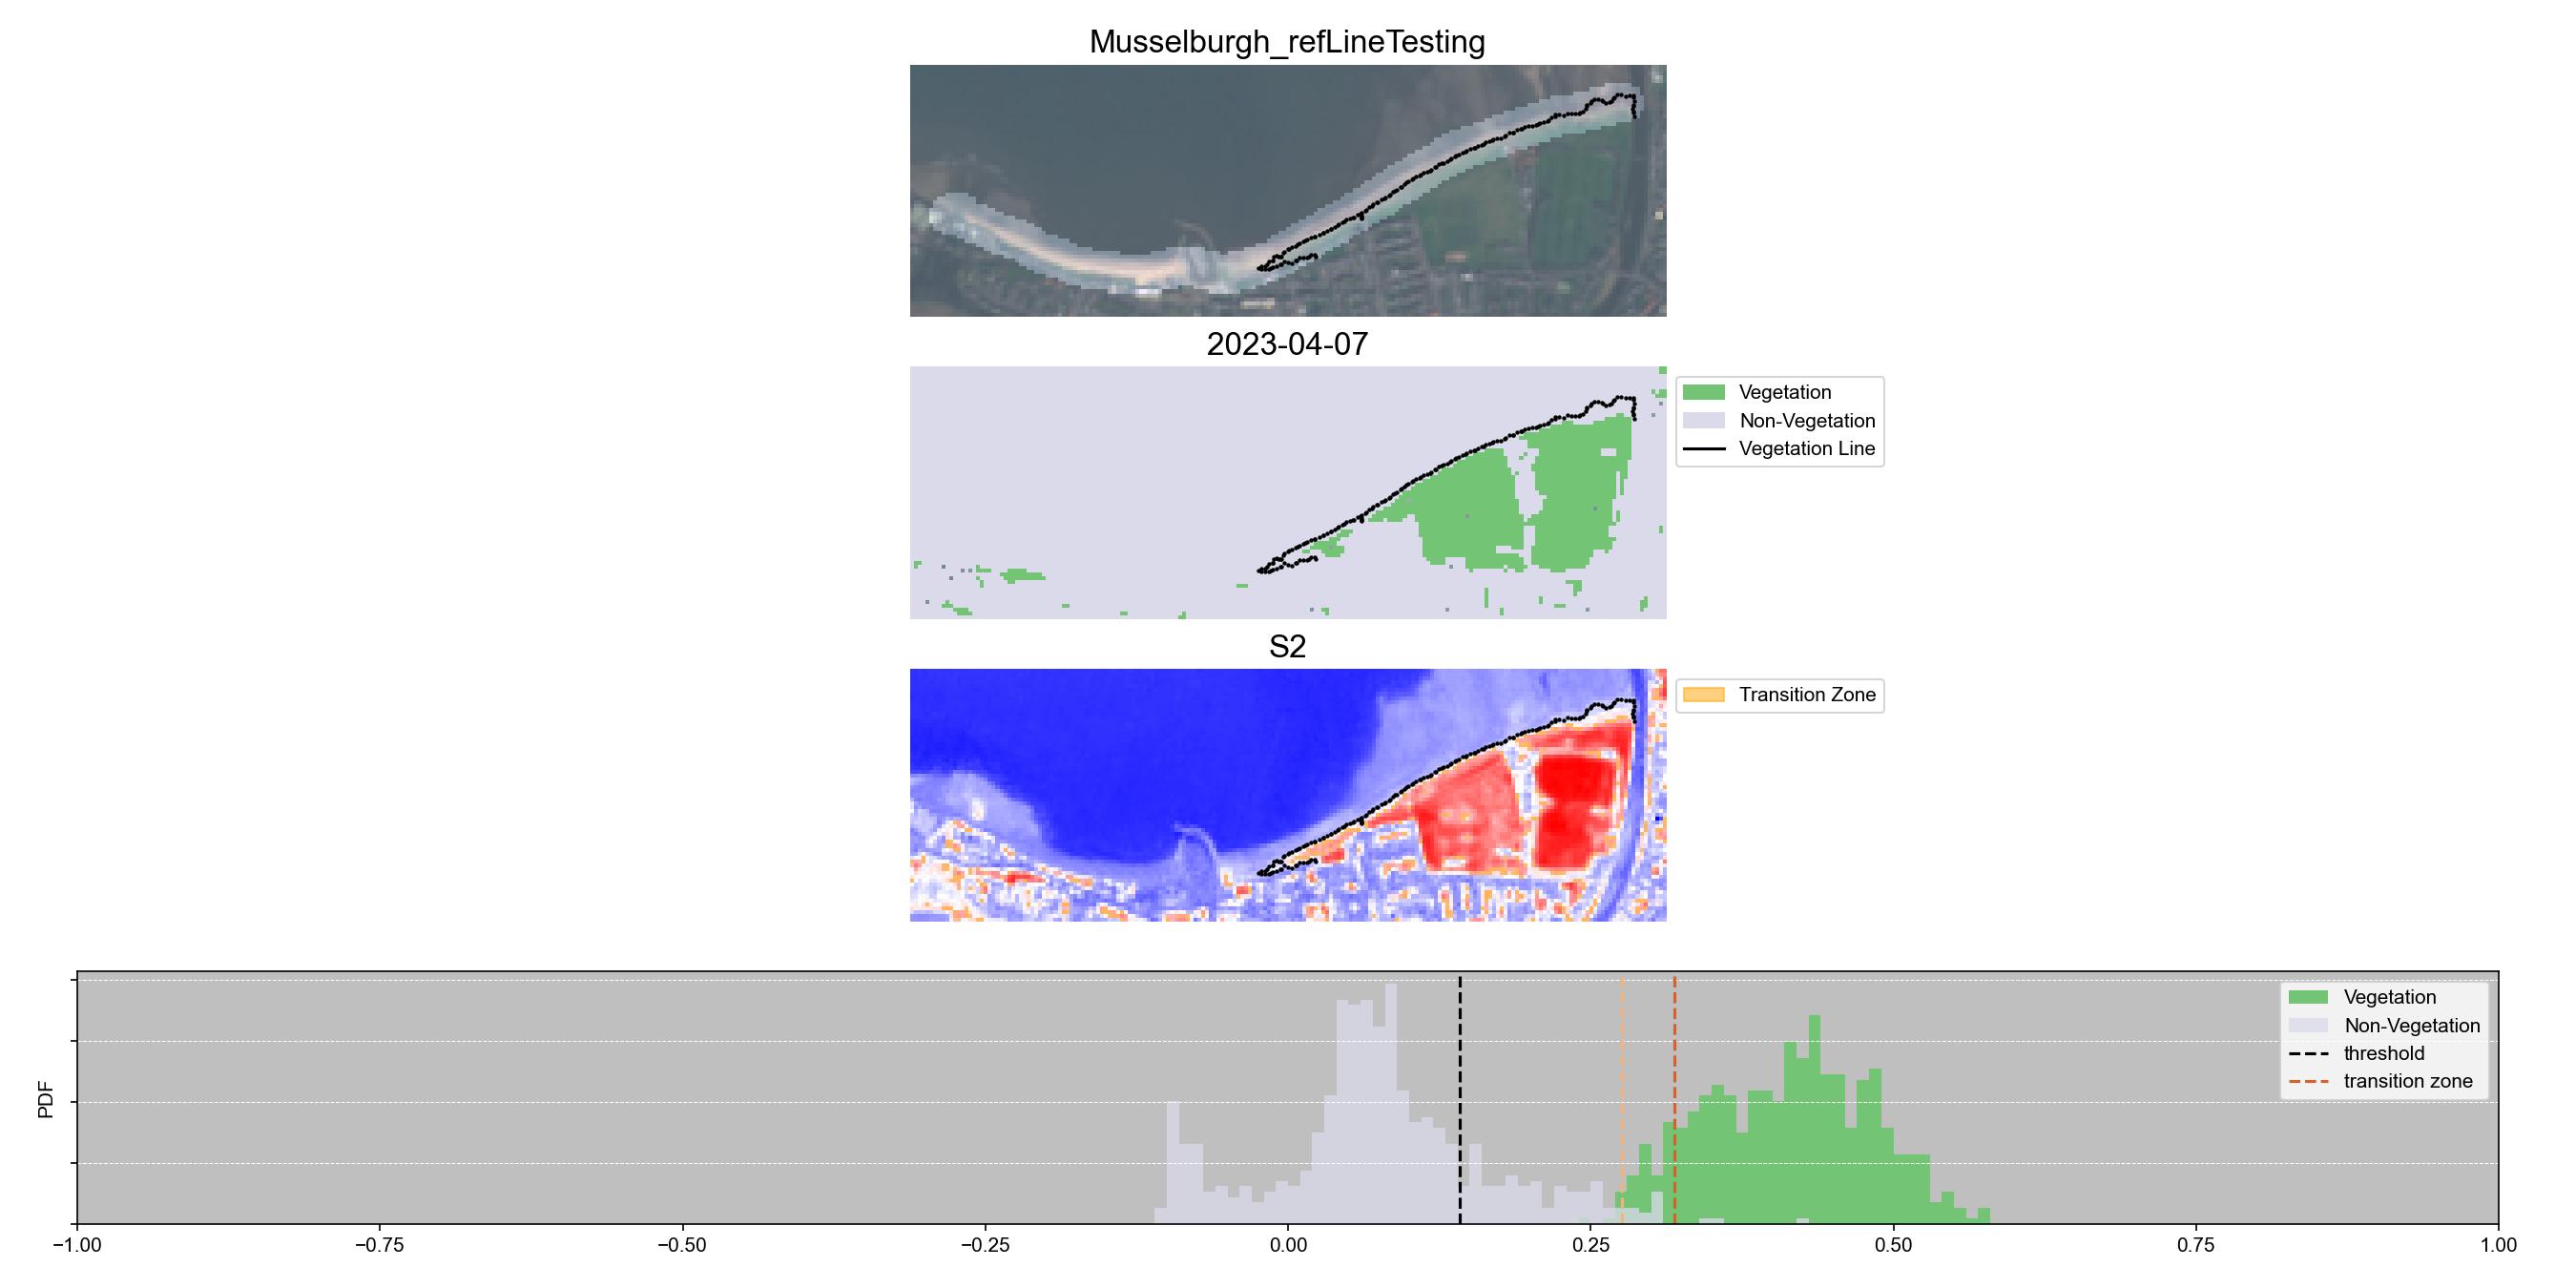 Musselburgh_refLineTesting
2023-04-07
Vegetation
Non-Vegetation
Vegetation Line
S2
Transition Zone
PDF
Vegetation
Non-Vegetation
threshold
transition zone
−1.00
−0.75
−0.50
−0.25
0.00
0.25
0.50
0.75
1.00